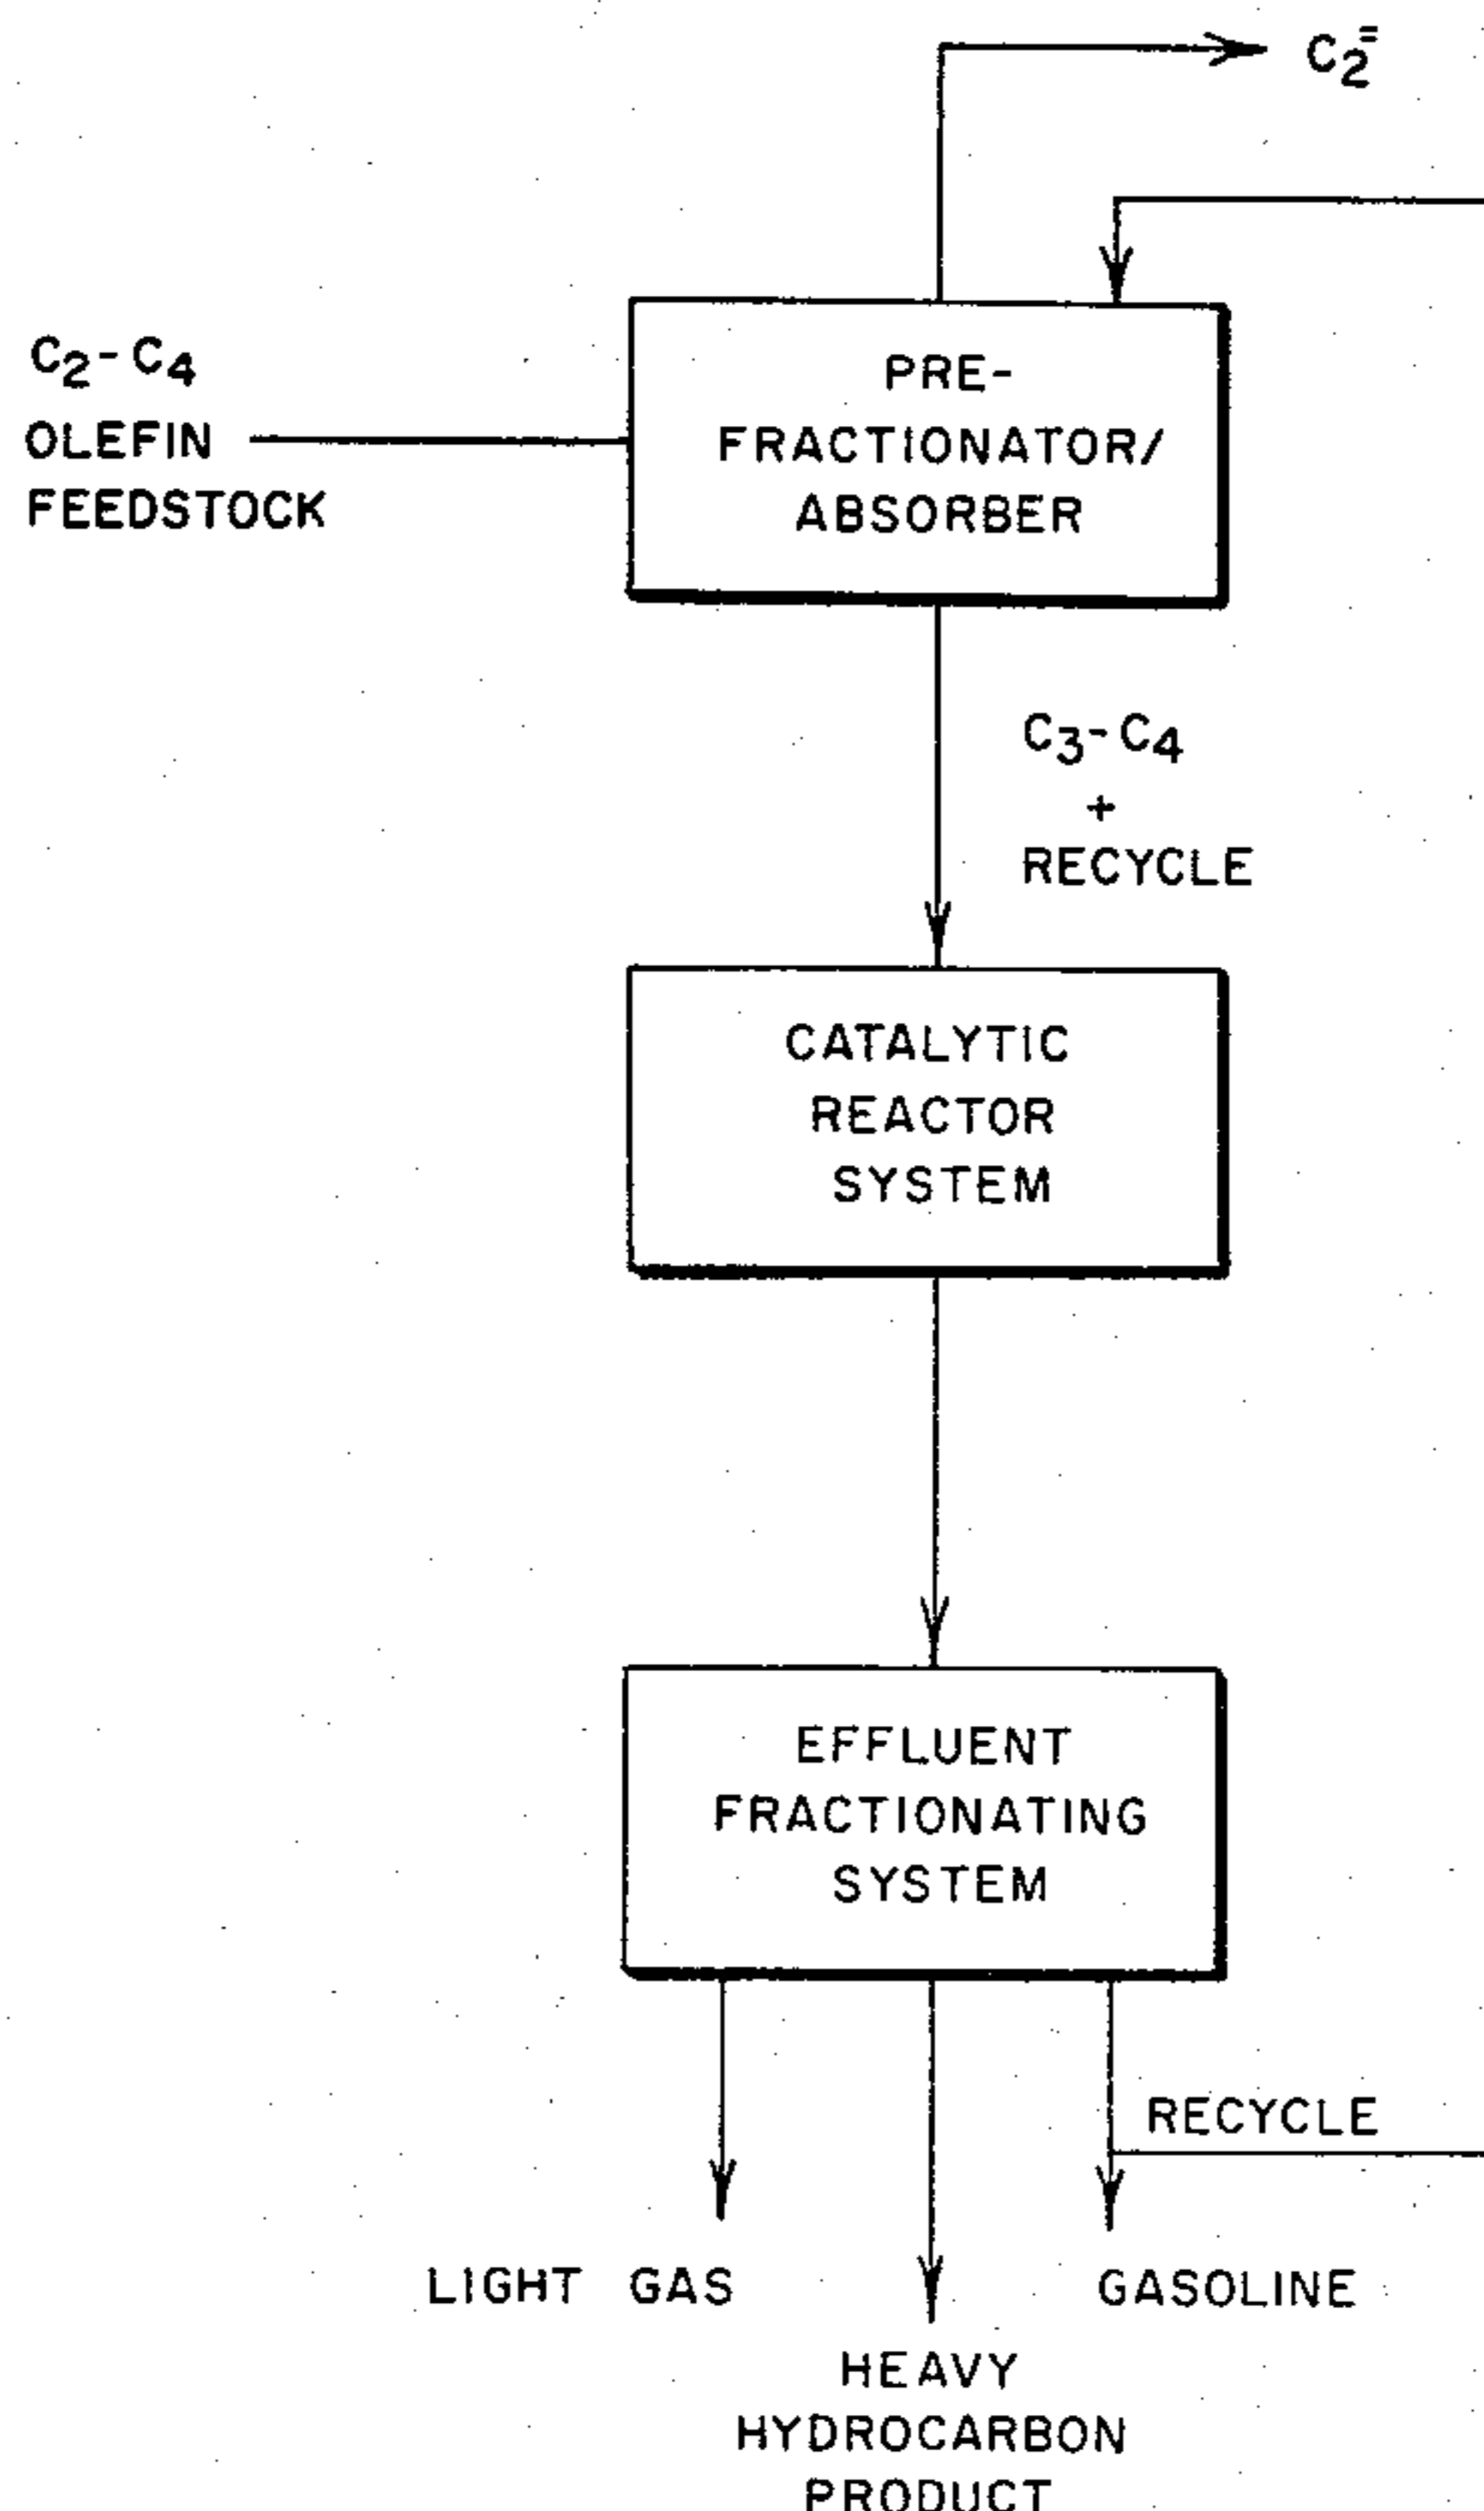 C₂⁼
C₂-C₄
OLEFIN
FEEDSTOCK
PRE-
FRACTIONATOR/
ABSORBER
C₃-C₄
+
RECYCLE
CATALYTIC
REACTOR
SYSTEM
EFFLUENT
FRACTIONATING
SYSTEM
RECYCLE
LIGHT GAS
GASOLINE
HEAVY
HYDROCARBON
PRODUCT